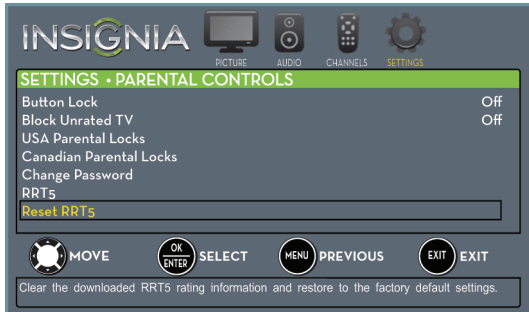 INSIGNIA
PICTURE AUDIO CHANNELS SETTINGS
SETTINGS • PARENTAL CONTROLS
Button Lock Off
Block Unrated TV Off
USA Parental Locks
Canadian Parental Locks
Change Password
RRT5
Reset RRT5
MOVE OK ENTER SELECT MENU PREVIOUS EXIT EXIT
Clear the downloaded RRT5 rating information and restore to the factory default settings.